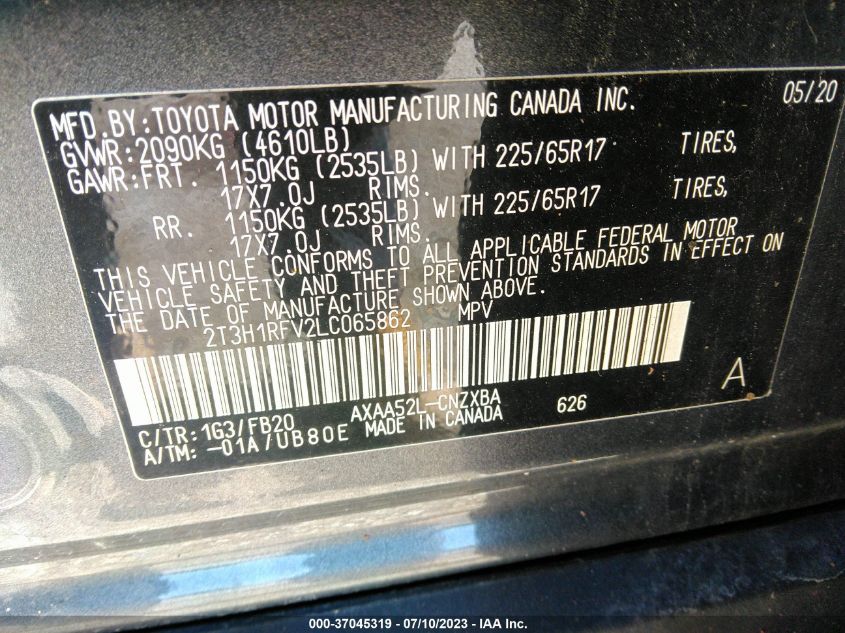 MFD.BY:TOYOTA MOTOR MANUFACTURING CANADA INC. 05/20
GVWR:2090KG (4610LB)
GAWR:FRT. 1150KG (2535LB) WITH 225/65R17 TIRES,
17X7.0J RIMS.
RR. 1150KG (2535LB) WITH 225/65R17 TIRES,
17X7.0J RIMS.
THIS VEHICLE CONFORMS TO ALL APPLICABLE FEDERAL MOTOR
VEHICLE SAFETY AND THEFT PREVENTION STANDARDS IN EFFECT ON
THE DATE OF MANUFACTURE SHOWN ABOVE.
2T3H1RFV2LC065862 MPV
A
C/TR:1G3/FB20 AXAA52L-CNZXBA 626
A/TM:-01A/UB80E MADE IN CANADA
000-37045319 - 07/10/2023 - IAA Inc.